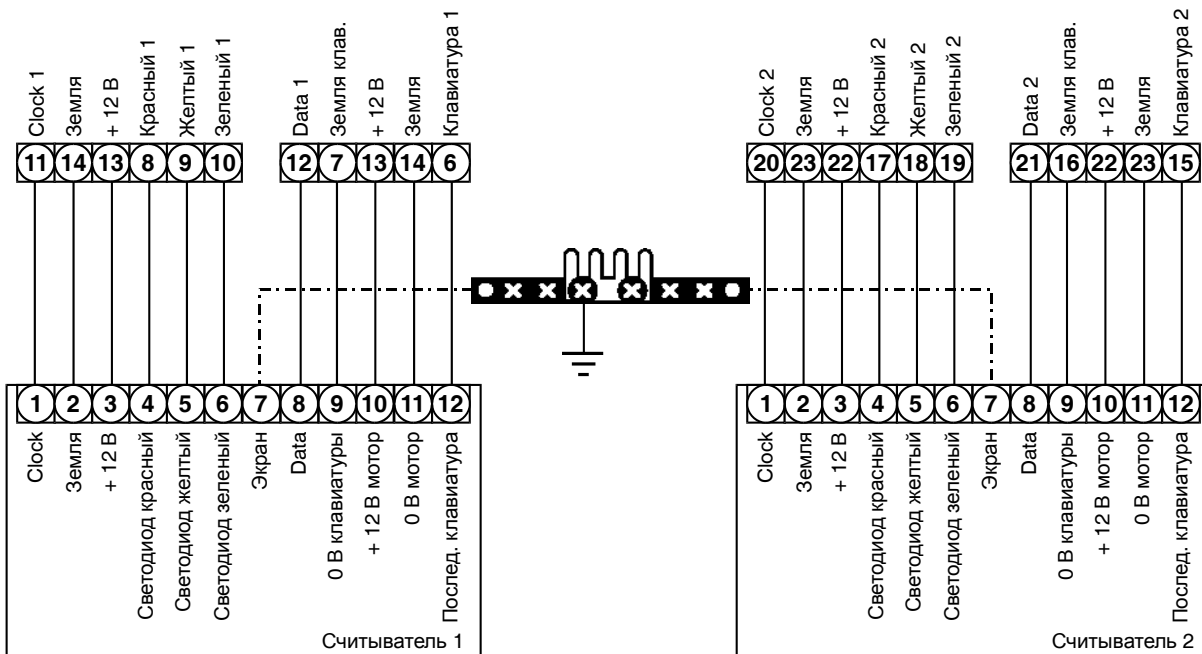 Clock 1
Земля
+ 12 В
Красный 1
Желтый 1
Зеленый 1
Data 1
Земля клав.
+ 12 В
Земля
Клавиатура 1
11 14 13 8 9 10 12 7 13 14 6
Clock 2
Земля
+ 12 В
Красный 2
Желтый 2
Зеленый 2
Data 2
Земля клав.
+ 12 В
Земля
Клавиатура 2
20 23 22 17 18 19 21 16 22 23 15
1 2 3 4 5 6 7 8 9 10 11 12
Clock
Земля
+ 12 В
Светодиод красный
Светодиод желтый
Светодиод зеленый
Экран
Data
0 В клавиатуры
+ 12 В мотор
0 В мотор
Послед. клавиатура
Считыватель 1
1 2 3 4 5 6 7 8 9 10 11 12
Clock
Земля
+ 12 В
Светодиод красный
Светодиод желтый
Светодиод зеленый
Экран
Data
0 В клавиатуры
+ 12 В мотор
0 В мотор
Послед. клавиатура
Считыватель 2